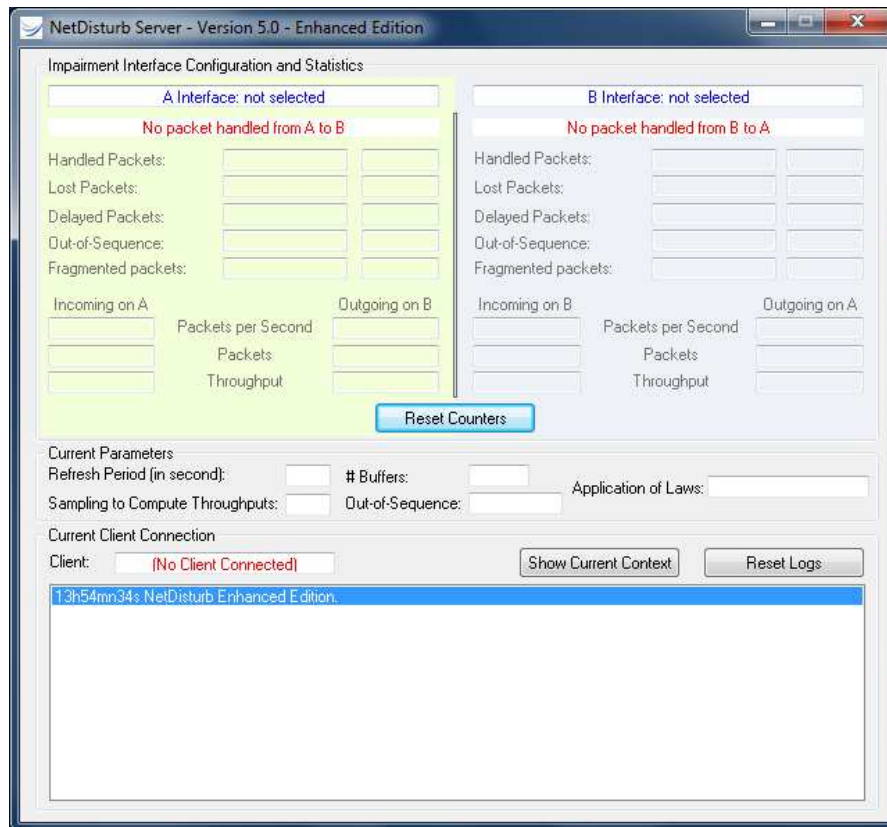 NetDisturb Server - Version 5.0 - Enhanced Edition
Impairment Interface Configuration and Statistics
A Interface: not selected
No packet handled from A to B
Handled Packets:
Lost Packets:
Delayed Packets:
Out-of-Sequence:
Fragmented packets:
Incoming on A
Outgoing on B
Packets per Second
Packets
Throughput
B Interface: not selected
No packet handled from B to A
Handled Packets:
Lost Packets:
Delayed Packets:
Out-of-Sequence:
Fragmented packets:
Incoming on B
Outgoing on A
Packets per Second
Packets
Throughput
Reset Counters
Current Parameters
Refresh Period (in second):
# Buffers:
Sampling to Compute Throughputs:
Out-of-Sequence:
Application of Laws:
Current Client Connection
Client:
(No Client Connected)
Show Current Context
Reset Logs
13h54mn34s NetDisturb Enhanced Edition.